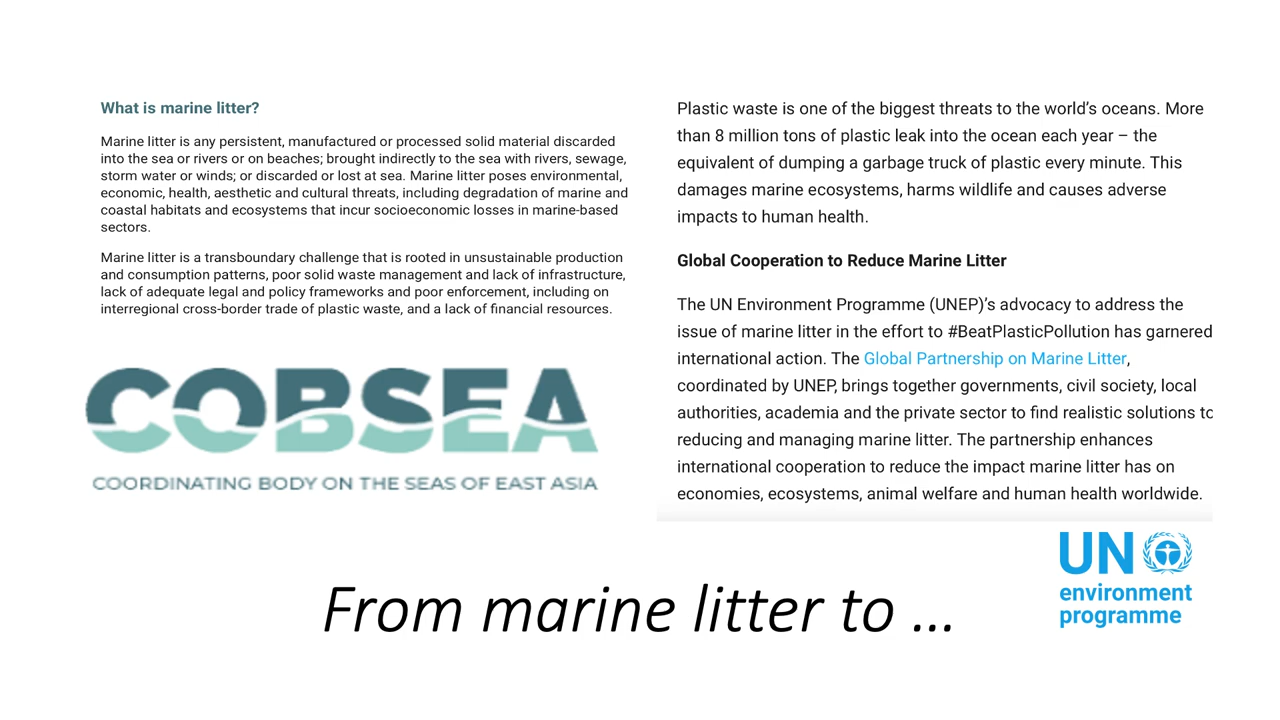 What is marine litter?
Marine litter is any persistent, manufactured or processed solid material discarded
into the sea or rivers or on beaches; brought indirectly to the sea with rivers, sewage,
storm water or winds; or discarded or lost at sea. Marine litter poses environmental,
economic, health, aesthetic and cultural threats, including degradation of marine and
coastal habitats and ecosystems that incur socioeconomic losses in marine-based
sectors.
Marine litter is a transboundary challenge that is rooted in unsustainable production
and consumption patterns, poor solid waste management and lack of infrastructure,
lack of adequate legal and policy frameworks and poor enforcement, including on
interregional cross-border trade of plastic waste, and a lack of financial resources.
COBSEA
COORDINATING BODY ON THE SEAS OF EAST ASIA
Plastic waste is one of the biggest threats to the world's oceans. More
than 8 million tons of plastic leak into the ocean each year – the
equivalent of dumping a garbage truck of plastic every minute. This
damages marine ecosystems, harms wildlife and causes adverse
impacts to human health.
Global Cooperation to Reduce Marine Litter
The UN Environment Programme (UNEP)'s advocacy to address the
issue of marine litter in the effort to #BeatPlasticPollution has garnered
international action. The Global Partnership on Marine Litter,
coordinated by UNEP, brings together governments, civil society, local
authorities, academia and the private sector to find realistic solutions to
reducing and managing marine litter. The partnership enhances
international cooperation to reduce the impact marine litter has on
economies, ecosystems, animal welfare and human health worldwide.
UN
environment
programme
From marine litter to ...